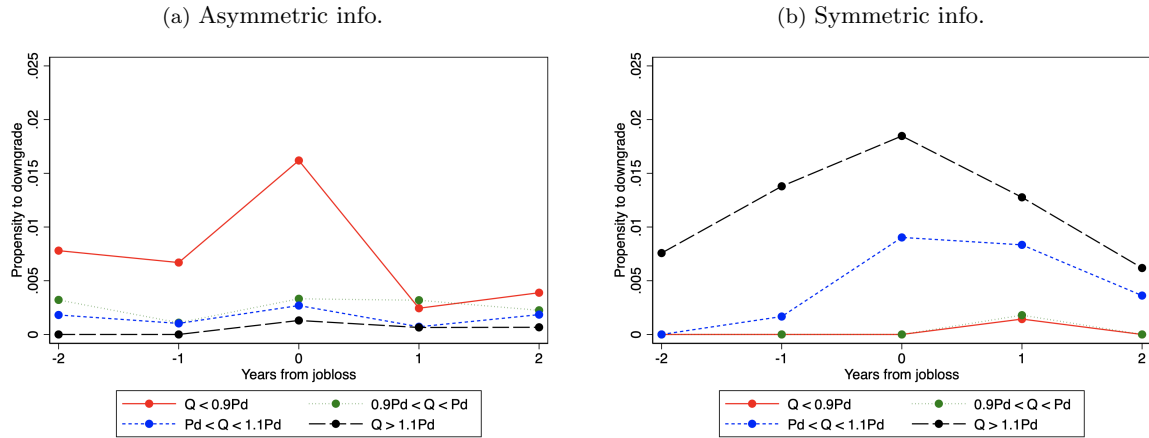 (a) Asymmetric info.
Propensity to downgrade
.025
.02
.015
.01
.005
0
-2 -1 0 1 2
Years from jobloss
Q < 0.9Pd 0.9Pd < Q < Pd
Pd < Q < 1.1Pd Q > 1.1Pd
(b) Symmetric info.
Propensity to downgrade
.025
.02
.015
.01
.005
0
-2 -1 0 1 2
Years from jobloss
Q < 0.9Pd 0.9Pd < Q < Pd
Pd < Q < 1.1Pd Q > 1.1Pd